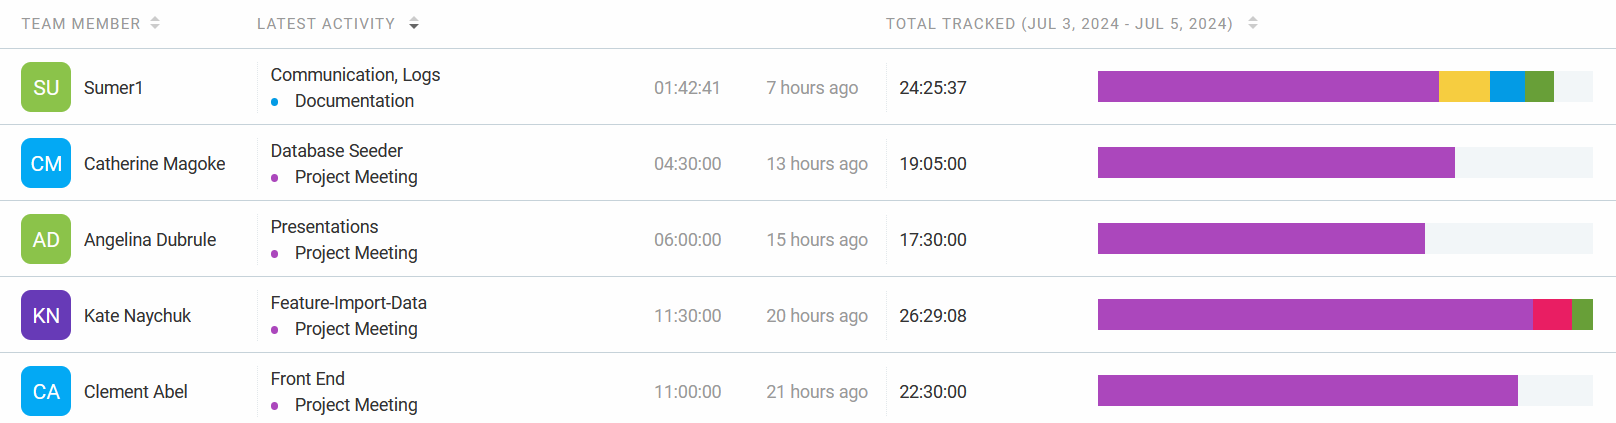 TEAM MEMBER LATEST ACTIVITY TOTAL TRACKED (JUL 3, 2024 - JUL 5, 2024)
SU Sumer1 Communication, Logs 01:42:41 7 hours ago 24:25:37
Documentation
CM Catherine Magoke Database Seeder 04:30:00 13 hours ago 19:05:00
Project Meeting
AD Angelina Dubrule Presentations 06:00:00 15 hours ago 17:30:00
Project Meeting
KN Kate Naychuk Feature-Import-Data 11:30:00 20 hours ago 26:29:08
Project Meeting
CA Clement Abel Front End 11:00:00 21 hours ago 22:30:00
Project Meeting